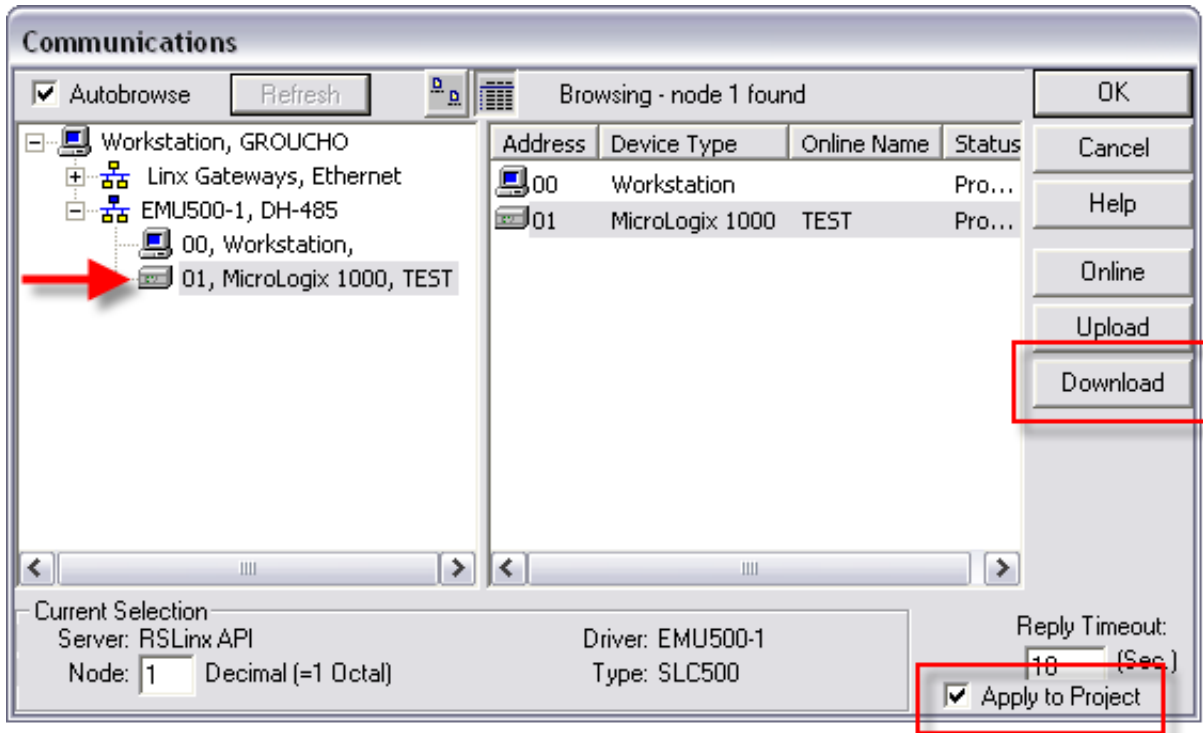 Communications
Autobrowse
Refresh
Browsing - node 1 found
OK
Workstation, GROUCHO
Linx Gateways, Ethernet
EMU500-1, DH-485
00, Workstation,
01, MicroLogix 1000, TEST
Address Device Type Online Name Status
00 Workstation Pro...
01 MicroLogix 1000 TEST Pro...
Cancel
Help
Online
Upload
Download
Current Selection
Server: RSLinx API
Driver: EMU500-1
Node: 1 Decimal (=1 Octal)
Type: SLC500
Reply Timeout:
10 (Sec.)
Apply to Project